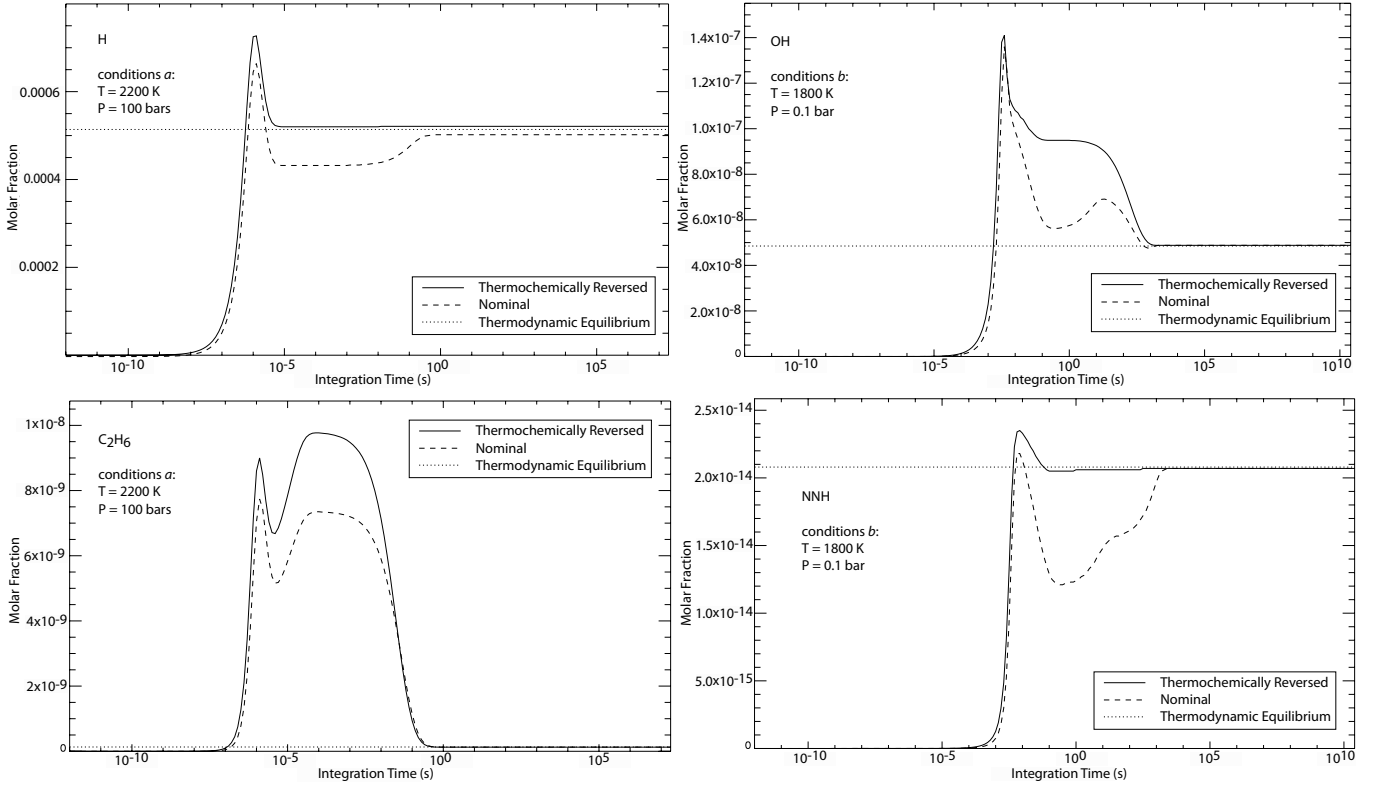 H
conditions a:
T = 2200 K
P = 100 bars
0.0006
0.0004
0.0002
Molar Fraction
Thermochemically Reversed
Nominal
Thermodynamic Equilibrium
10-10 10-5 100 105
Integration Time (s)
OH
conditions b:
T = 1800 K
P = 0.1 bar
1.4x10-7
1.2x10-7
1.0x10-7
8.0x10-8
6.0x10-8
4.0x10-8
2.0x10-8
0
Molar Fraction
Thermochemically Reversed
Nominal
Thermodynamic Equilibrium
10-10 10-5 100 105 1010
Integration Time (s)
C2H6
conditions a:
T = 2200 K
P = 100 bars
1x10-8
8x10-9
6x10-9
4x10-9
2x10-9
0
Molar Fraction
Thermochemically Reversed
Nominal
Thermodynamic Equilibrium
10-10 10-5 100 105
Integration Time (s)
NNH
conditions b:
T = 1800 K
P = 0.1 bar
2.5x10-14
2.0x10-14
1.5x10-14
1.0x10-14
5.0x10-15
0
Molar Fraction
Thermochemically Reversed
Nominal
Thermodynamic Equilibrium
10-10 10-5 100 105 1010
Integration Time (s)